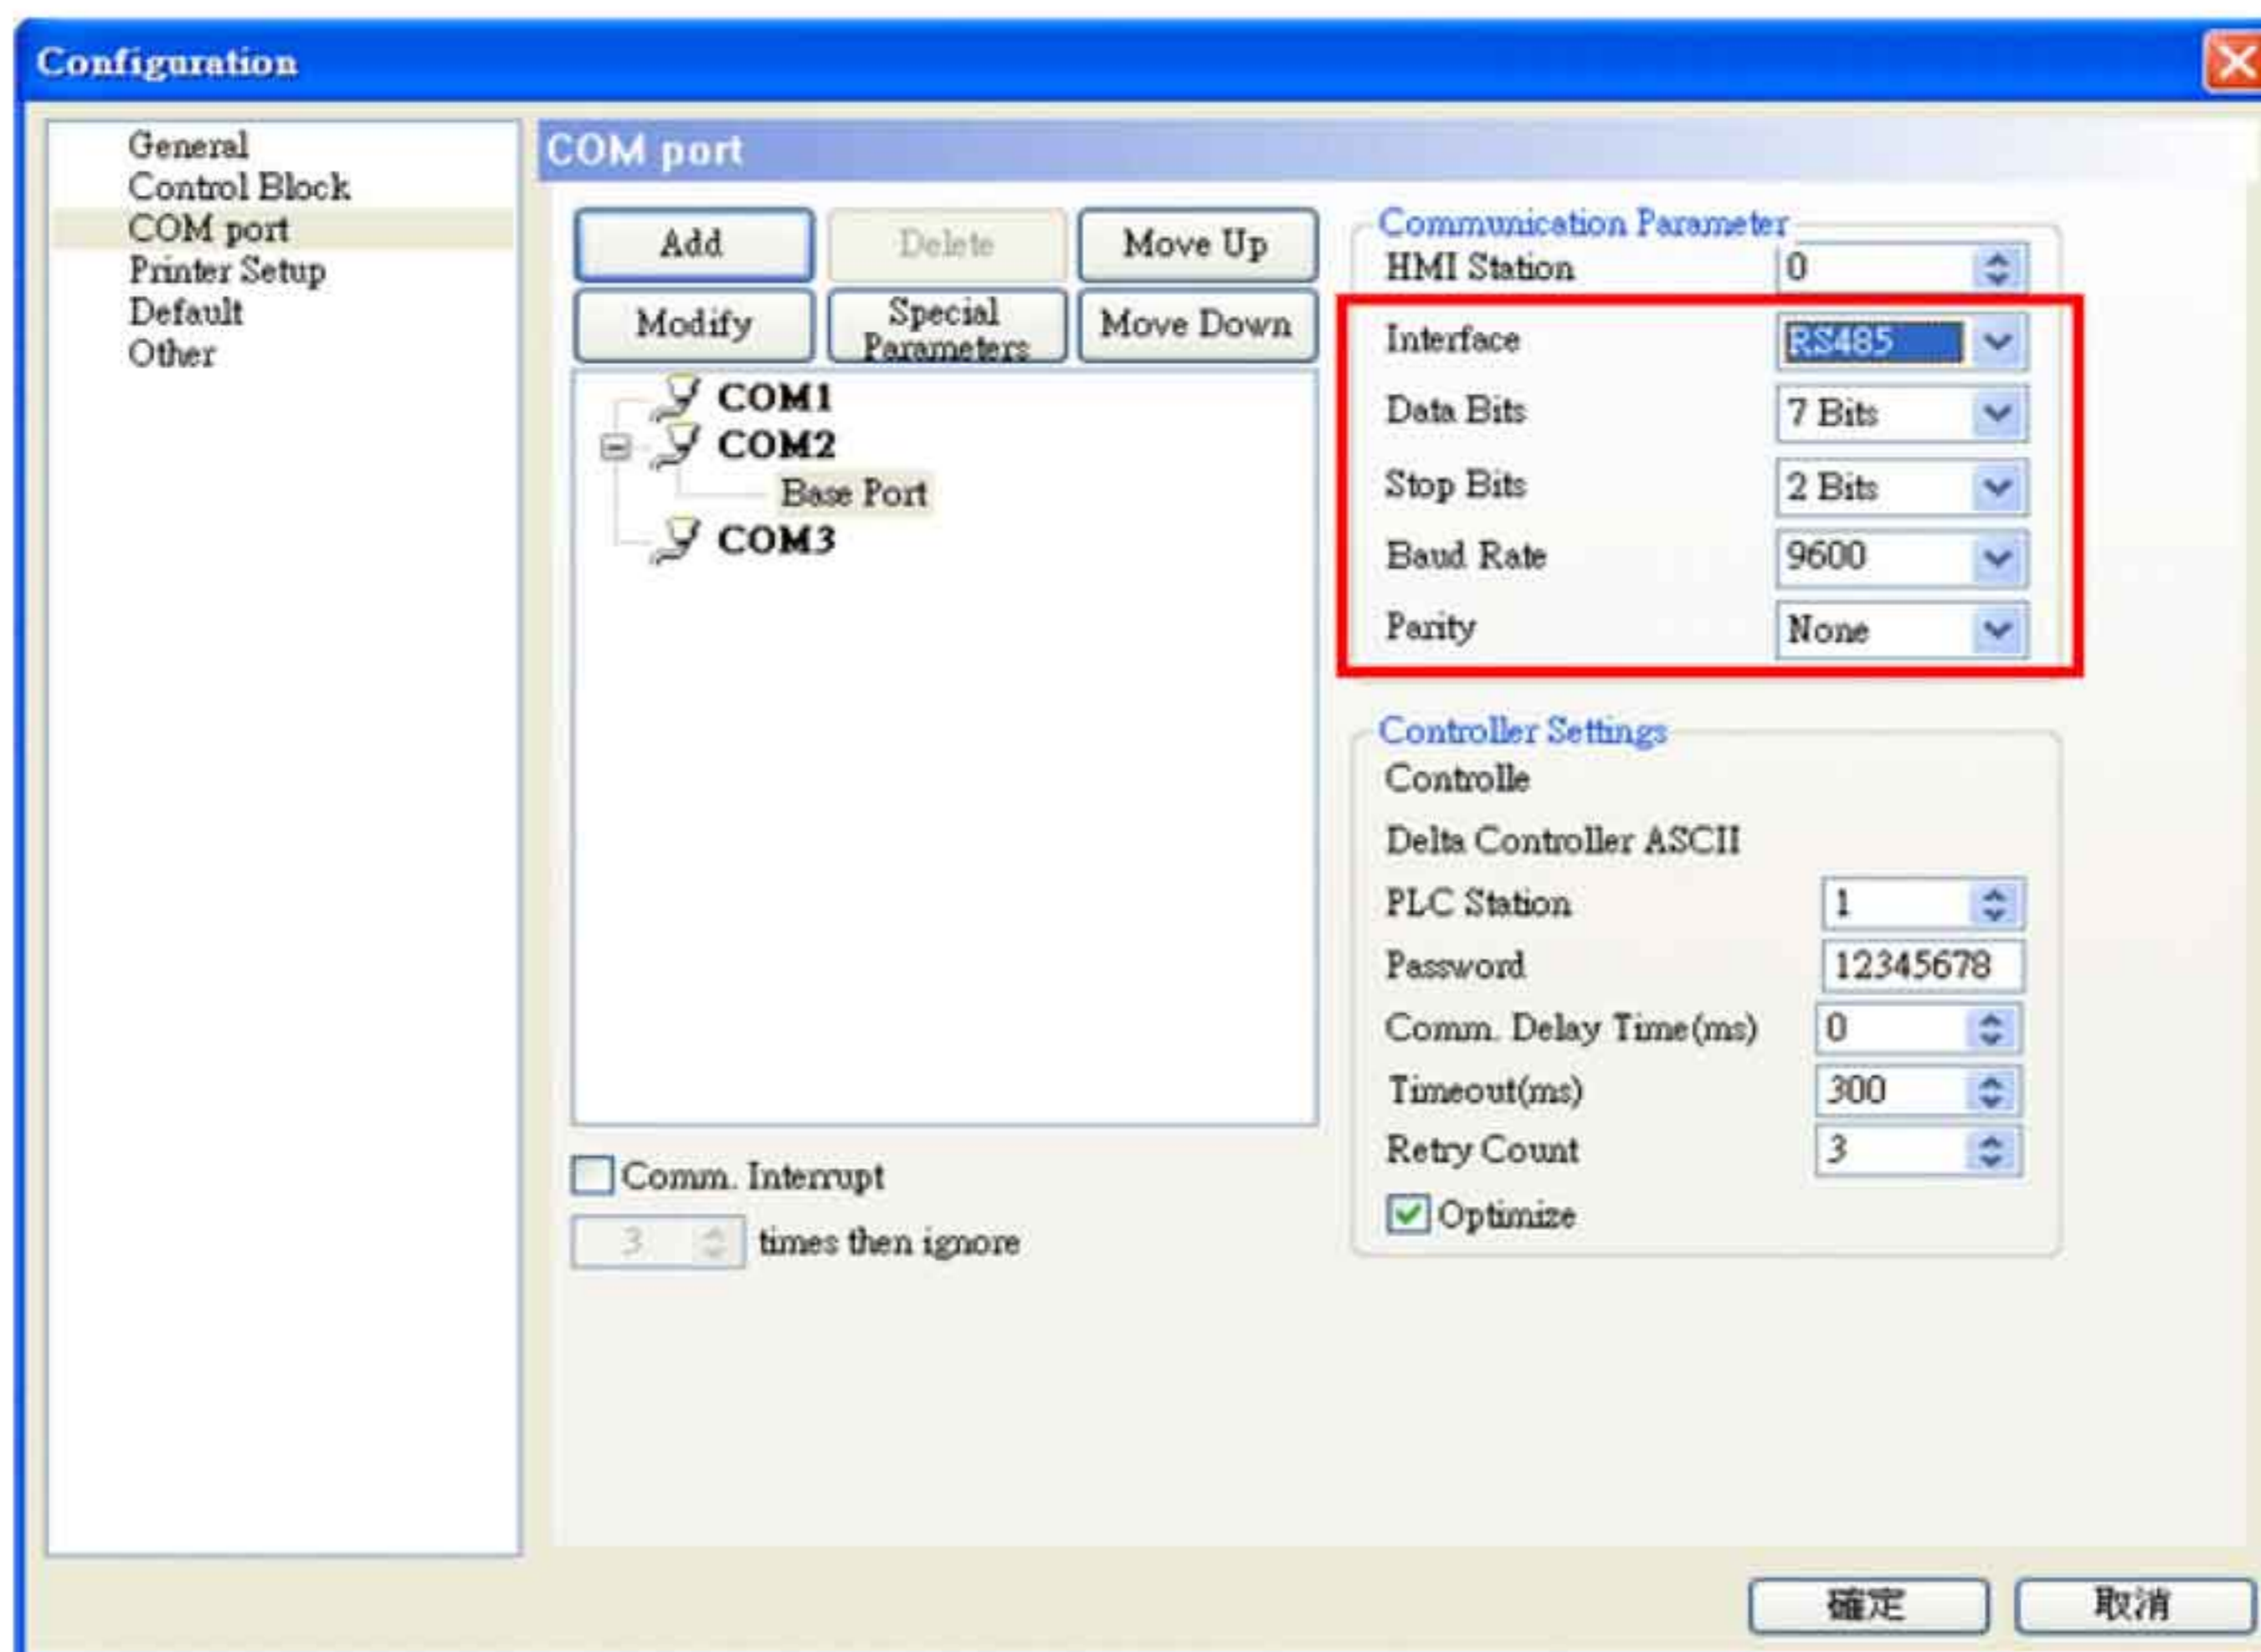 Configuration
General
Control Block
COM port
Printer Setup
Default
Other
COM port
Add
Delete
Move Up
Modify
Special
Parameters
Move Down
COM1
COM2
Base Port
COM3
Comm. Interrupt
3 times then ignore
Communication Parameter
HMI Station 0
Interface RS485
Data Bits 7 Bits
Stop Bits 2 Bits
Baud Rate 9600
Parity None
Controller Settings
Controlle
Delta Controller ASCII
PLC Station 1
Password 12345678
Comm. Delay Time(ms) 0
Timeout(ms) 300
Retry Count 3
Optimize
確定
取消